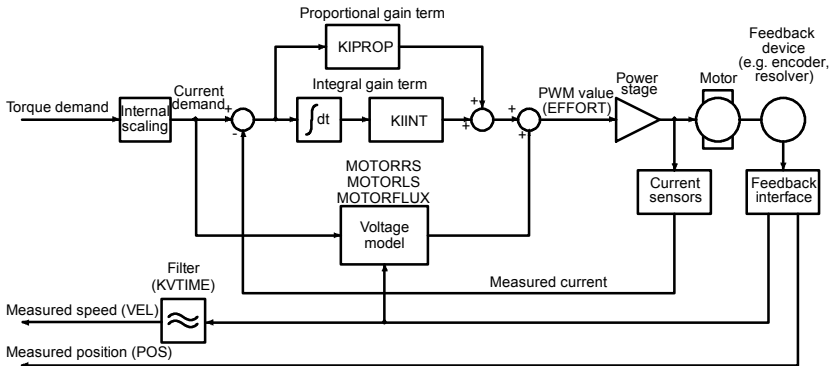 Proportional gain term
KIPROP
Feedback
device
(e.g. encoder,
resolver)
Integral gain term
Power
stage
Motor
Current
demand
PWM value
(EFFORT)
Torque demand
Internal
scaling
+
-
∫dt
KIINT
+
+
+
+
MOTORRS
MOTORLS
MOTORFLUX
Voltage
model
Current
sensors
Feedback
interface
Filter
(KVTIME)
Measured current
Measured speed (VEL)
Measured position (POS)